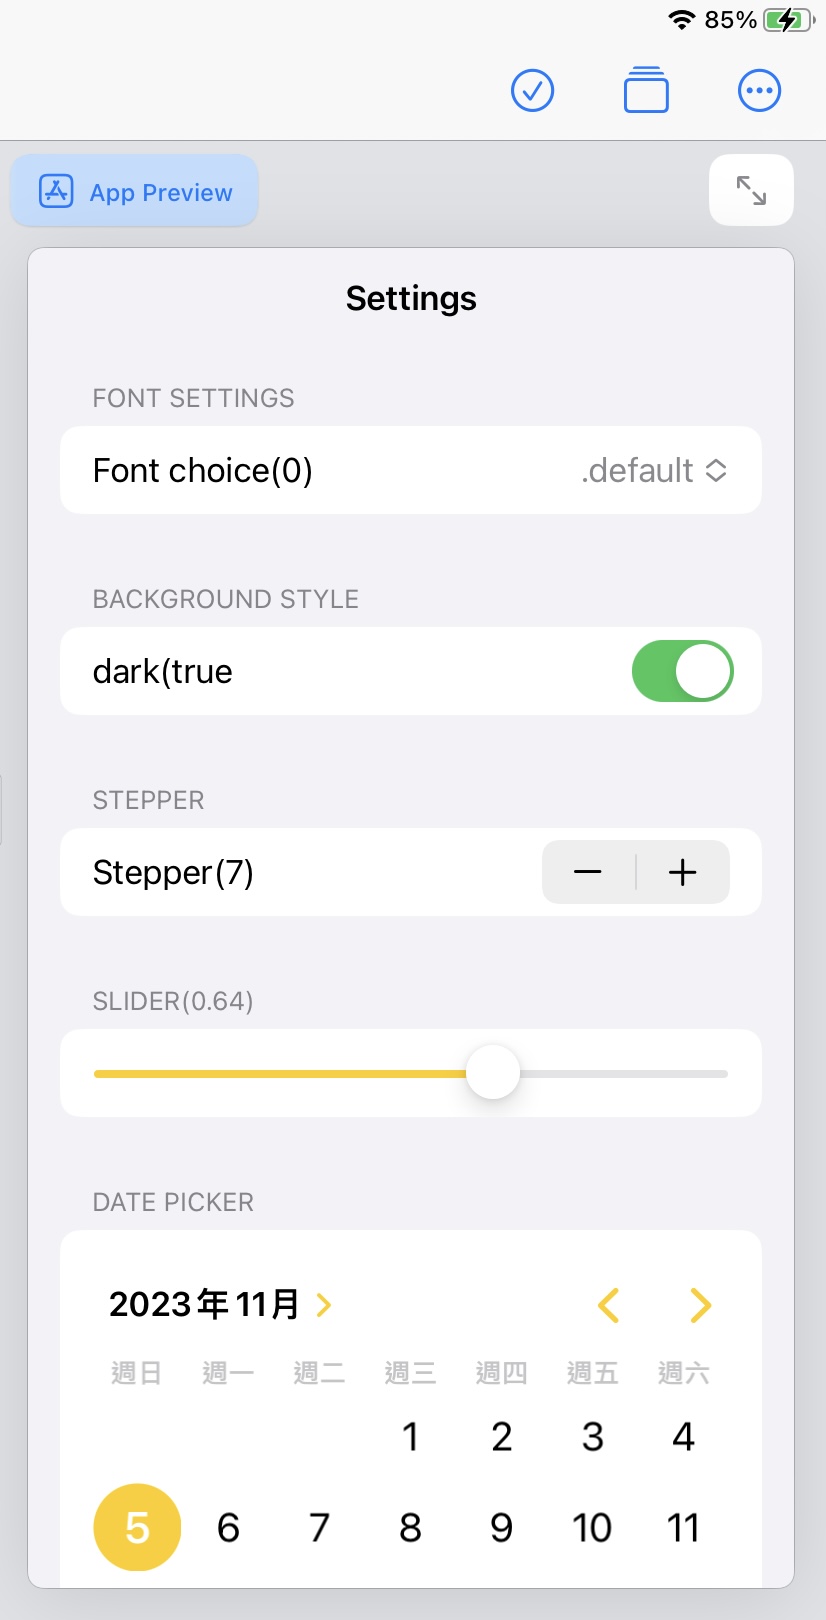 85%
App Preview
Settings
FONT SETTINGS
Font choice(0) .default
BACKGROUND STYLE
dark(true
STEPPER
Stepper(7) — +
SLIDER(0.64)
DATE PICKER
2023年11月 >
週日 週一 週二 週三 週四 週五 週六
1 2 3 4
5 6 7 8 9 10 11